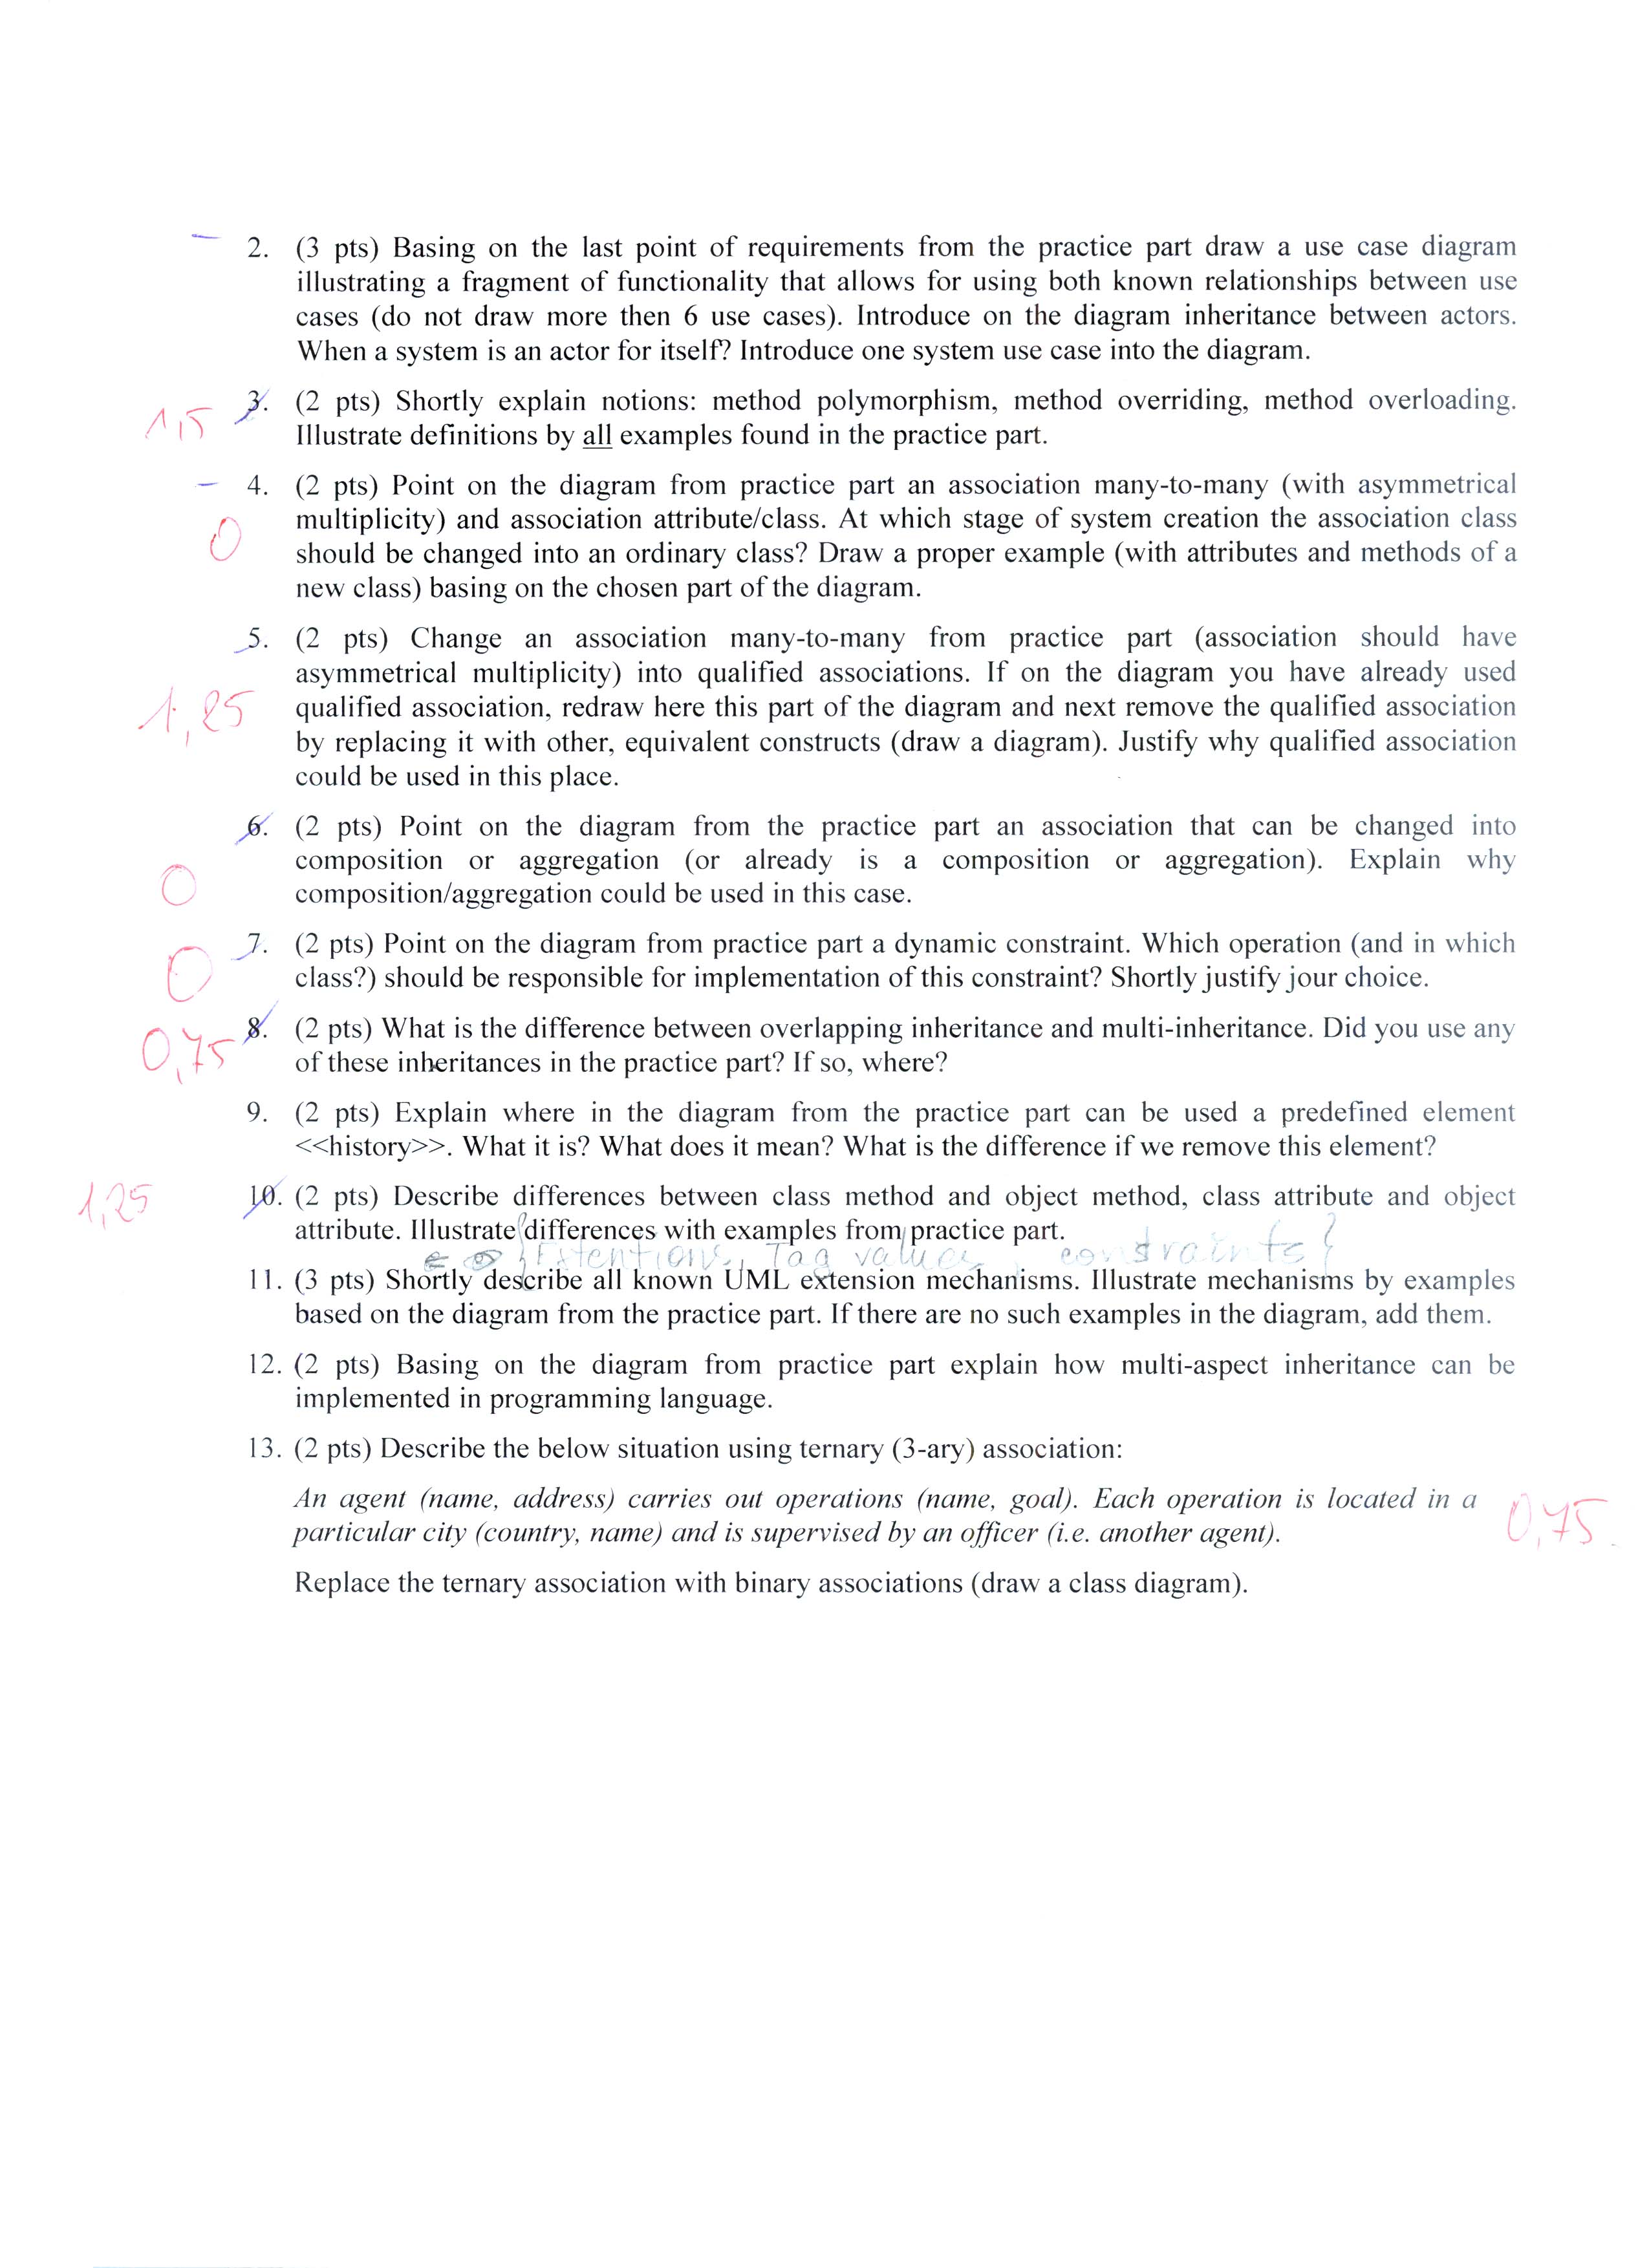 2. (3 pts) Basing on the last point of requirements from the practice part draw a use case diagram
illustrating a fragment of functionality that allows for using both known relationships between use
cases (do not draw more then 6 use cases). Introduce on the diagram inheritance between actors.
When a system is an actor for itself? Introduce one system use case into the diagram.
1,5
3. (2 pts) Shortly explain notions: method polymorphism, method overriding, method overloading.
Illustrate definitions by all examples found in the practice part.
4. (2 pts) Point on the diagram from practice part an association many-to-many (with asymmetrical
multiplicity) and association attribute/class. At which stage of system creation the association class
0
should be changed into an ordinary class? Draw a proper example (with attributes and methods of a
new class) basing on the chosen part of the diagram.
5. (2 pts) Change an association many-to-many from practice part (association should have
asymmetrical multiplicity) into qualified associations. If on the diagram you have already used
1,25
qualified association, redraw here this part of the diagram and next remove the qualified association
by replacing it with other, equivalent constructs (draw a diagram). Justify why qualified association
could be used in this place.
6. (2 pts) Point on the diagram from the practice part an association that can be changed into
composition or aggregation (or already is a composition or aggregation). Explain why
0
composition/aggregation could be used in this case.
7. (2 pts) Point on the diagram from practice part a dynamic constraint. Which operation (and in which
0
class?) should be responsible for implementation of this constraint? Shortly justify jour choice.
0,75
8. (2 pts) What is the difference between overlapping inheritance and multi-inheritance. Did you use any
of these inheritances in the practice part? If so, where?
9. (2 pts) Explain where in the diagram from the practice part can be used a predefined element
<<history>>. What it is? What does it mean? What is the difference if we remove this element?
1,25
10. (2 pts) Describe differences between class method and object method, class attribute and object
attribute. Illustrate differences with examples from practice part.
{Extentions, Tag values, constraints}
11. (3 pts) Shortly describe all known UML extension mechanisms. Illustrate mechanisms by examples
based on the diagram from the practice part. If there are no such examples in the diagram, add them.
12. (2 pts) Basing on the diagram from practice part explain how multi-aspect inheritance can be
implemented in programming language.
13. (2 pts) Describe the below situation using ternary (3-ary) association:
An agent (name, address) carries out operations (name, goal). Each operation is located in a
particular city (country, name) and is supervised by an officer (i.e. another agent).
0,75
Replace the ternary association with binary associations (draw a class diagram).